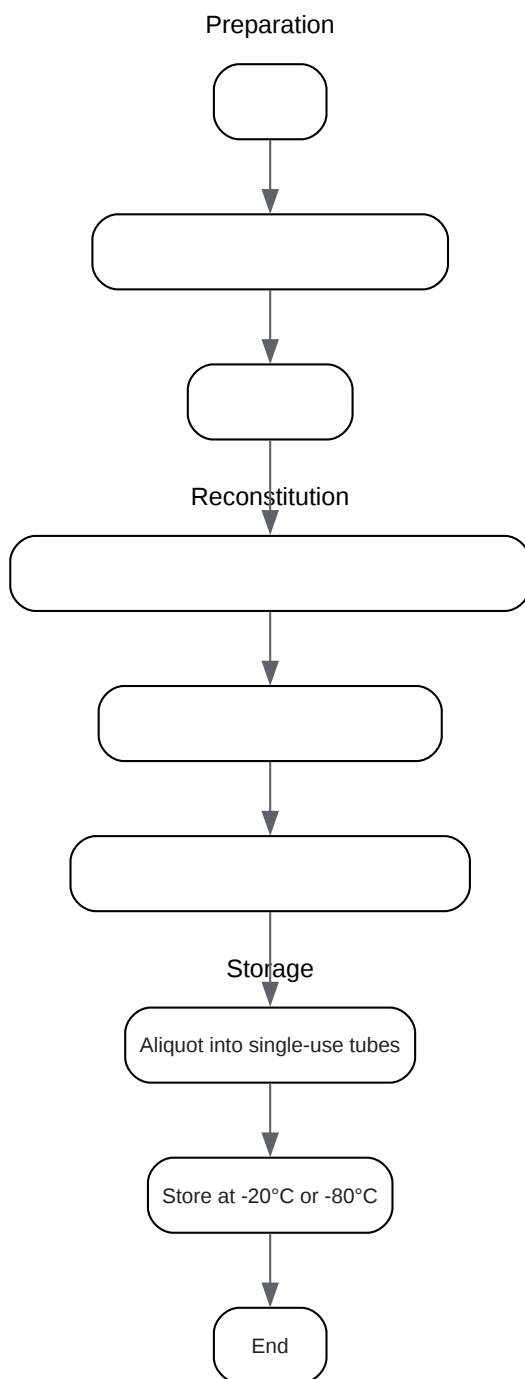 Preparation
Reconstitution
Storage
Aliquot into single-use tubes
Store at -20°C or -80°C
End